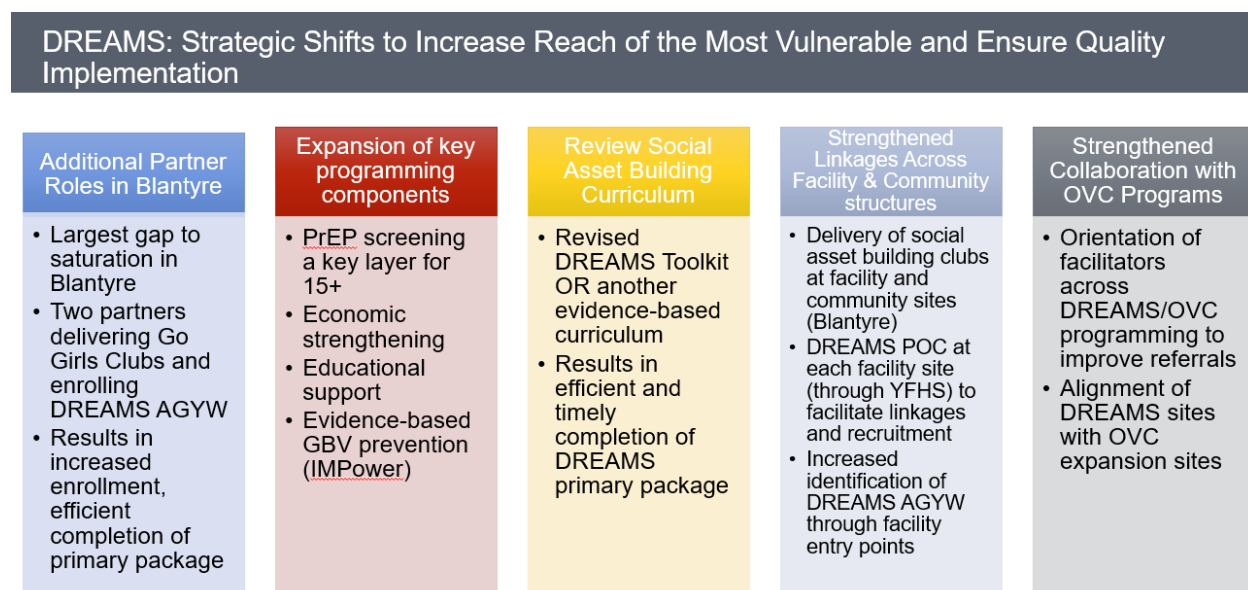 DREAMS: Strategic Shifts to Increase Reach of the Most Vulnerable and Ensure Quality
Implementation
Additional Partner
Roles in Blantyre
• Largest gap to
saturation in
Blantyre
• Two partners
delivering Go
Girls Clubs and
enrolling
DREAMS AGYW
• Results in
increased
enrollment,
efficient
completion of
primary package
Expansion of key
programming
components
• PrEP screening
a key layer for
15+
• Economic
strengthening
• Educational
support
• Evidence-based
GBV prevention
(IMPower)
Review Social
Asset Building
Curriculum
• Revised
DREAMS Toolkit
OR another
evidence-based
curriculum
• Results in
efficient and
timely
completion of
DREAMS
primary package
Strengthened
Linkages Across
Facility & Community
structures
• Delivery of social
asset building clubs
at facility and
community sites
(Blantyre)
• DREAMS POC at
each facility site
(through YFHS) to
facilitate linkages
and recruitment
• Increased
identification of
DREAMS AGYW
through facility
entry points
Strengthened
Collaboration with
OVC Programs
• Orientation of
facilitators
across
DREAMS/OVC
programming to
improve referrals
• Alignment of
DREAMS sites
with OVC
expansion sites